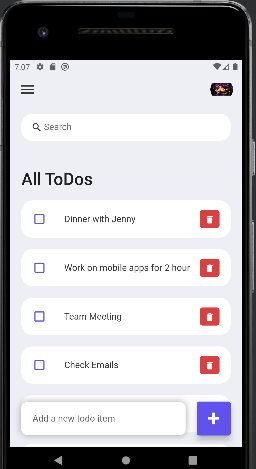 7:07
Search
All ToDos
Dinner with Jenny
Work on mobile apps for 2 hour
Team Meeting
Check Emails
Add a new todo item